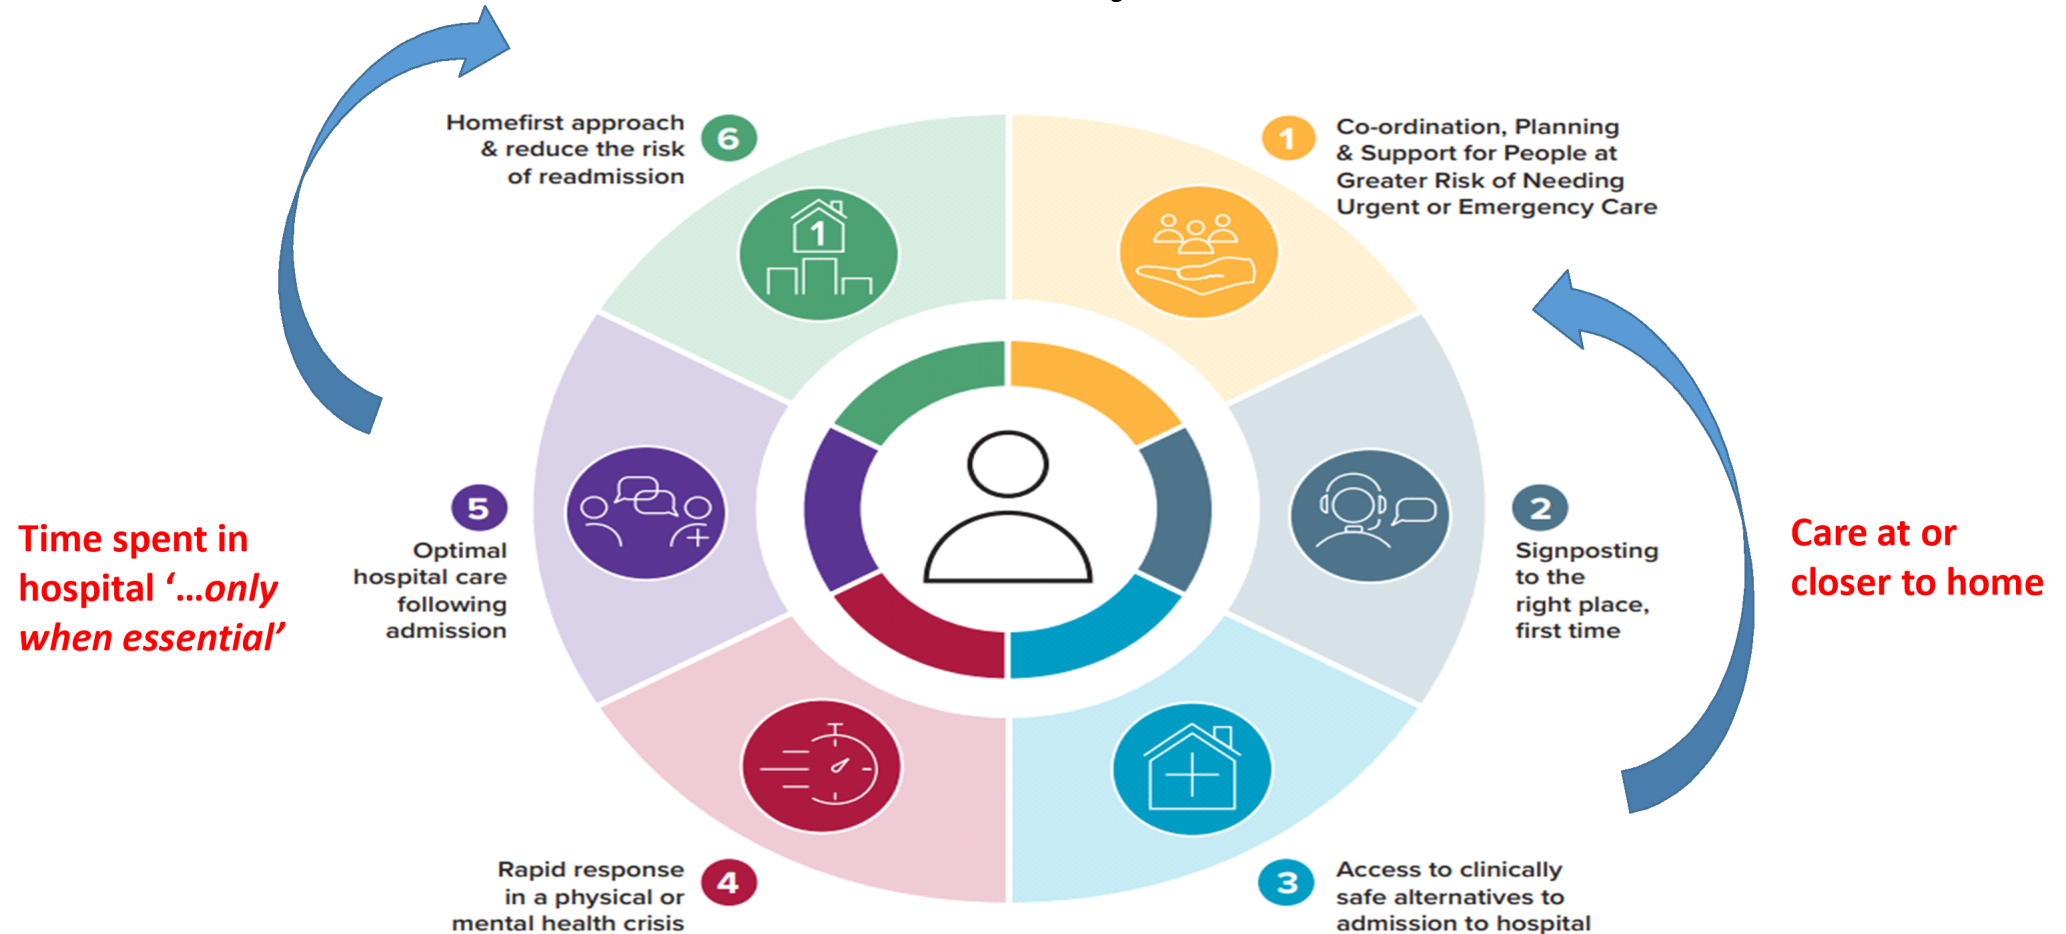 Homefirst approach
& reduce the risk
of readmission
6
1
1
Co-ordination, Planning
& Support for People at
Greater Risk of Needing
Urgent or Emergency Care
5
Optimal
hospital care
following
admission
2
Signposting
to the
right place,
first time
Time spent in
hospital ‘…only
when essential’
Care at or
closer to home
Rapid response
in a physical or
mental health crisis
4
3
Access to clinically
safe alternatives to
admission to hospital